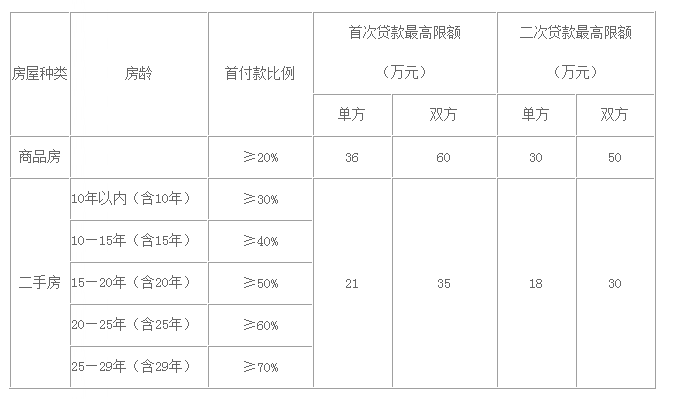 房屋种类 房龄 首付款比例 首次贷款最高限额 二次贷款最高限额
（万元） （万元）
单方 双方 单方 双方
商品房 ≥20% 36 60 30 50
二手房 10年以内（含10年） ≥30% 21 35 18 30
10—15年（含15年） ≥40%
15—20年（含20年） ≥50%
20—25年（含25年） ≥60%
25—29年（含29年） ≥70%